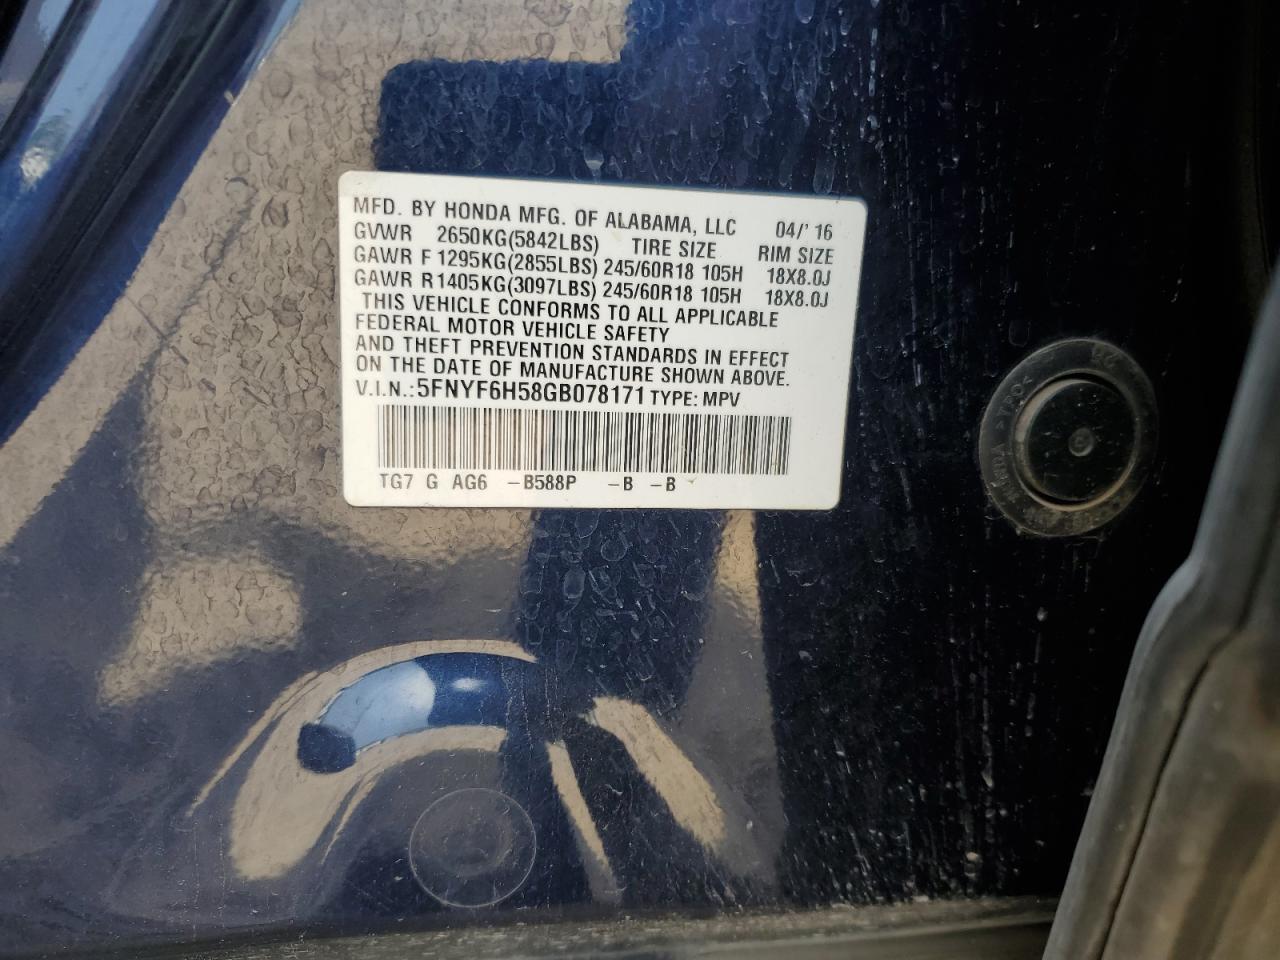 MFD. BY HONDA MFG. OF ALABAMA, LLC 04/'16
GVWR 2650KG(5842LBS) TIRE SIZE RIM SIZE
GAWR F 1295KG(2855LBS) 245/60R18 105H 18X8.0J
GAWR R1405KG(3097LBS) 245/60R18 105H 18X8.0J
THIS VEHICLE CONFORMS TO ALL APPLICABLE
FEDERAL MOTOR VEHICLE SAFETY
AND THEFT PREVENTION STANDARDS IN EFFECT
ON THE DATE OF MANUFACTURE SHOWN ABOVE.
V.I.N.:5FNYF6H58GB078171 TYPE: MPV
TG7 G AG6 -B588P -B -B